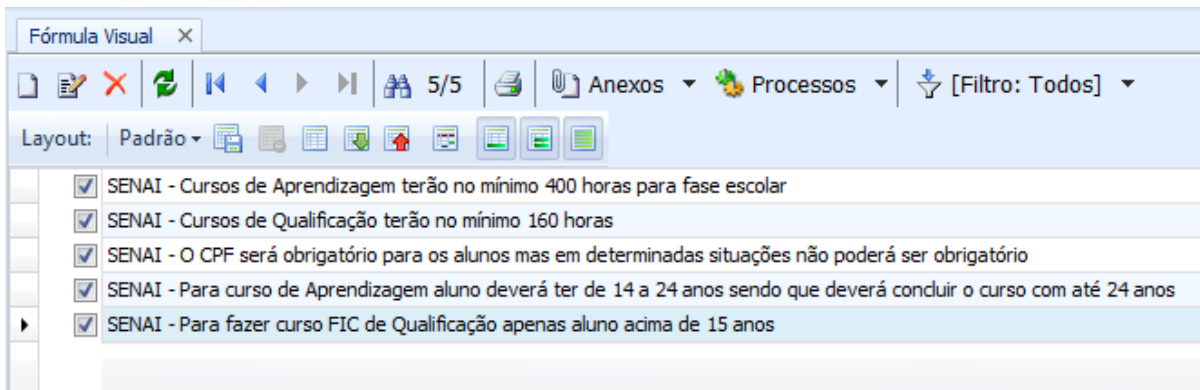 Fórmula Visual
5/5 Anexos Processos [Filtro: Todos]
Layout: Padrão
SENAI - Cursos de Aprendizagem terão no mínimo 400 horas para fase escolar
SENAI - Cursos de Qualificação terão no mínimo 160 horas
SENAI - O CPF será obrigatório para os alunos mas em determinadas situações não poderá ser obrigatório
SENAI - Para curso de Aprendizagem aluno deverá ter de 14 a 24 anos sendo que deverá concluir o curso com até 24 anos
SENAI - Para fazer curso FIC de Qualificação apenas aluno acima de 15 anos